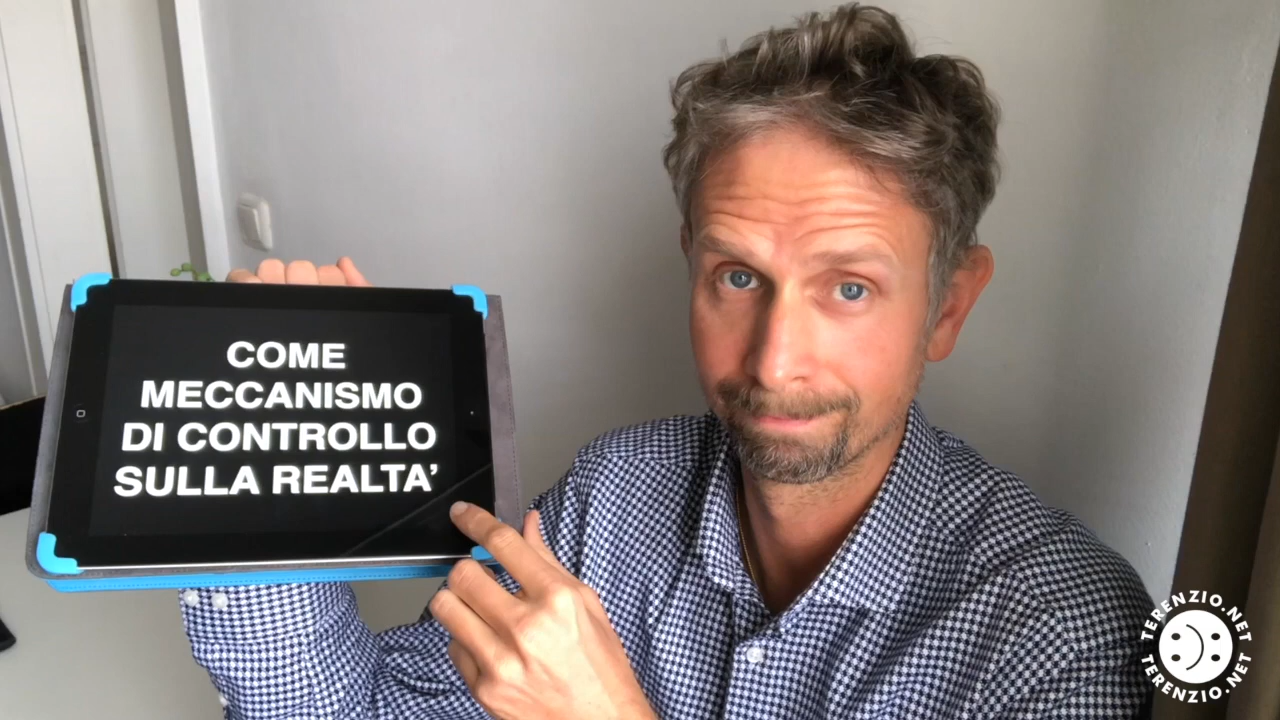 COME
MECCANISMO
DI CONTROLLO
SULLA REALTA’
TERENZIO.NET
TERENZIO.NET